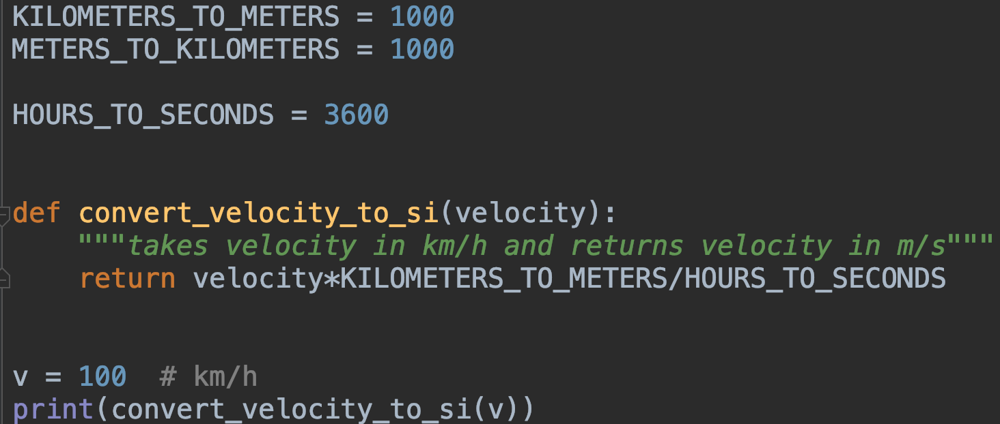 KILOMETERS_TO_METERS = 1000
METERS_TO_KILOMETERS = 1000
HOURS_TO_SECONDS = 3600
def convert_velocity_to_si(velocity):
    """takes velocity in km/h and returns velocity in m/s"""
    return velocity*KILOMETERS_TO_METERS/HOURS_TO_SECONDS
v = 100  # km/h
print(convert_velocity_to_si(v))